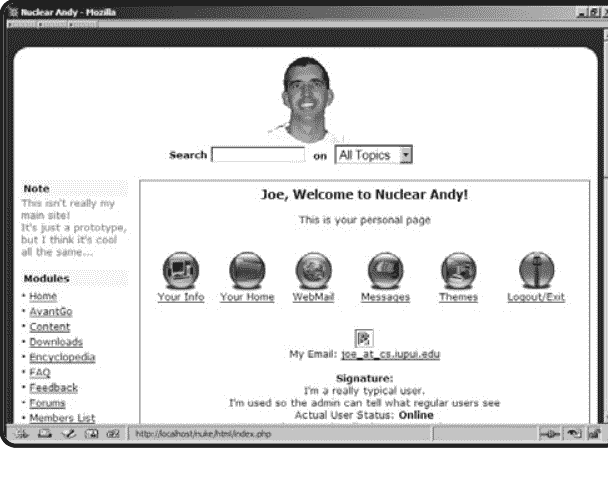 Nuclear Andy - Mozilla
Search on All Topics
Note
This isn't really my
main site!
It's just a prototype,
but I think it's cool
all the same...
Modules
• Home
• AvantGo
• Content
• Downloads
• Encyclopedia
• FAQ
• Feedback
• Forums
• Members List
Joe, Welcome to Nuclear Andy!
This is your personal page
Your Info Your Home WebMail Messages Themes Logout/Exit
My Email: joe_at_cs.iupui.edu
Signature:
I'm a really typical user.
I'm used so the admin can tell what regular users see
Actual User Status: Online
http://localhost/nuke/html/index.php